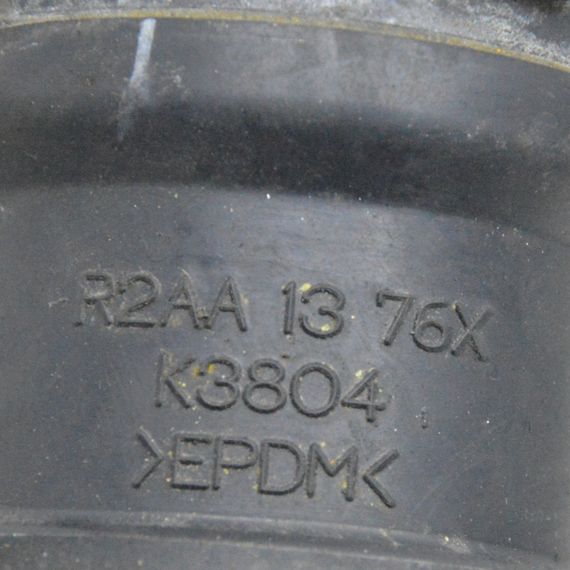 R2AA 13 76X
K3804
>EPDM<